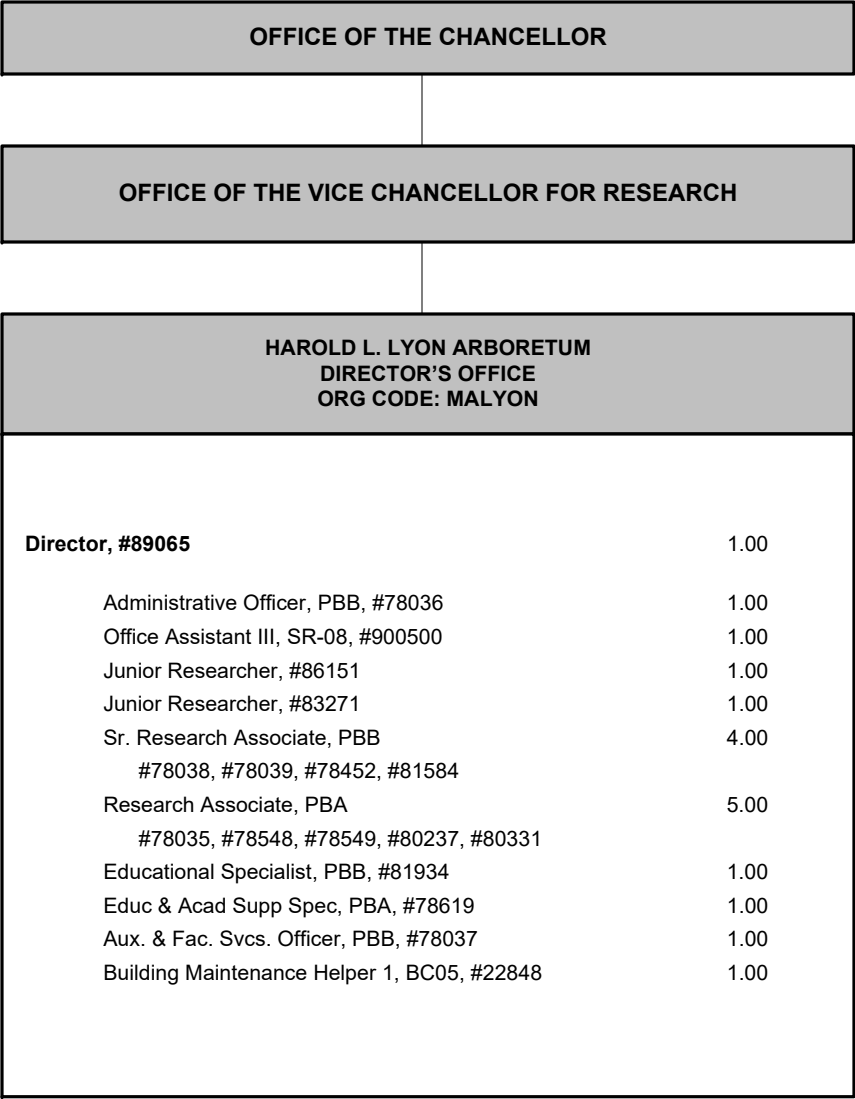 OFFICE OF THE CHANCELLOR
OFFICE OF THE VICE CHANCELLOR FOR RESEARCH
HAROLD L. LYON ARBORETUM
DIRECTOR’S OFFICE
ORG CODE: MALYON
Director, #89065 1.00
Administrative Officer, PBB, #78036 1.00
Office Assistant III, SR-08, #900500 1.00
Junior Researcher, #86151 1.00
Junior Researcher, #83271 1.00
Sr. Research Associate, PBB 4.00
#78038, #78039, #78452, #81584
Research Associate, PBA 5.00
#78035, #78548, #78549, #80237, #80331
Educational Specialist, PBB, #81934 1.00
Educ & Acad Supp Spec, PBA, #78619 1.00
Aux. & Fac. Svcs. Officer, PBB, #78037 1.00
Building Maintenance Helper 1, BC05, #22848 1.00